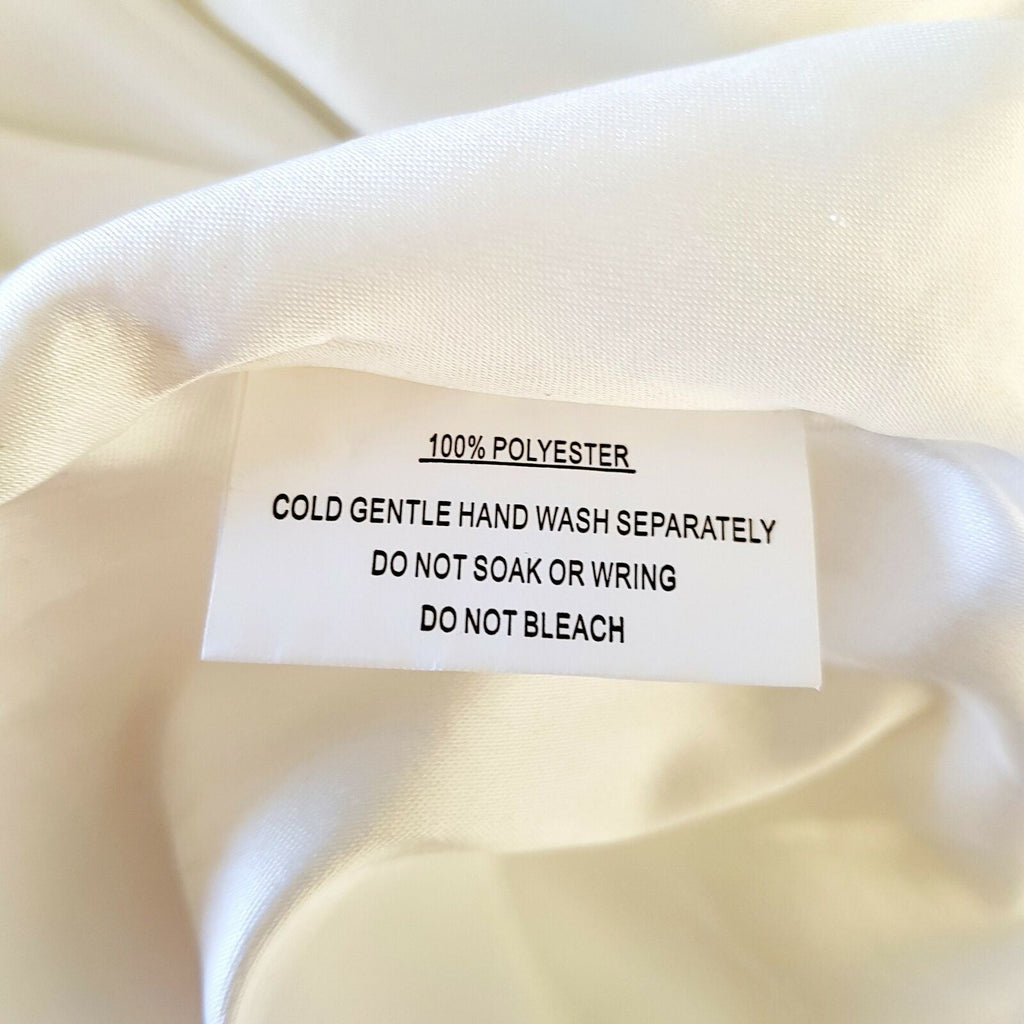 100% POLYESTER
COLD GENTLE HAND WASH SEPARATELY
DO NOT SOAK OR WRING
DO NOT BLEACH